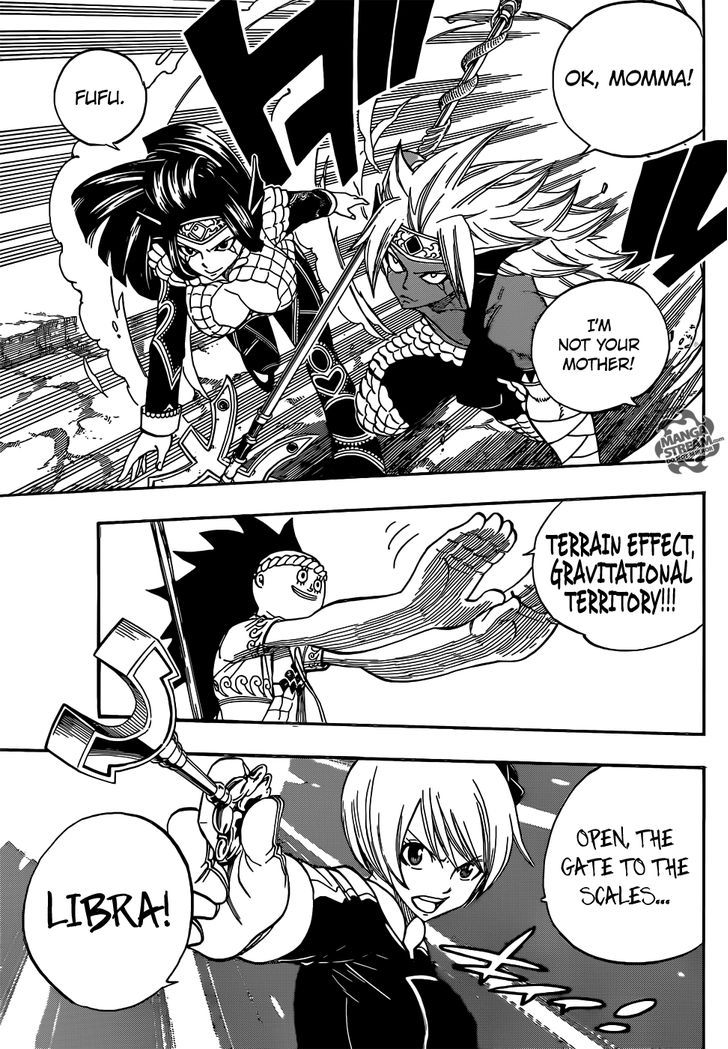 OK, MOMMA!
FUFU.
I'M
NOT YOUR
MOTHER!
MANGA
STREAM
TERRAIN EFFECT,
GRAVITATIONAL
TERRITORY!!!
OPEN, THE
GATE TO THE
SCALES...
LIBRA!